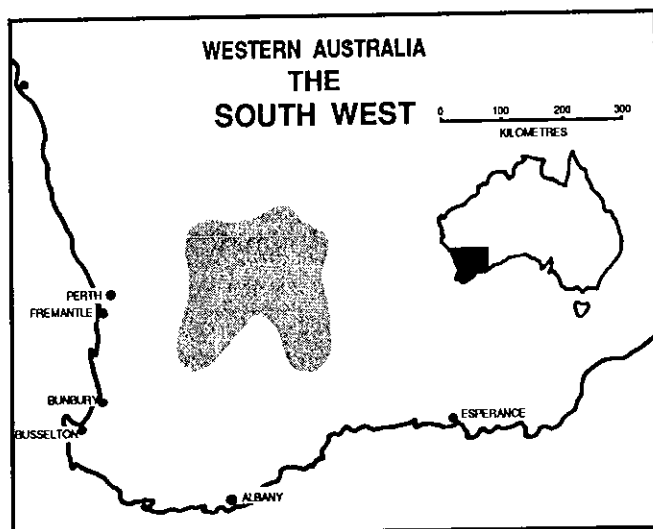 WESTERN AUSTRALIA
THE
SOUTH WEST
0 100 200 300
KILOMETRES
PERTH
FREMANTLE
BUNBURY
BUSSELTON
ESPERANCE
ALBANY